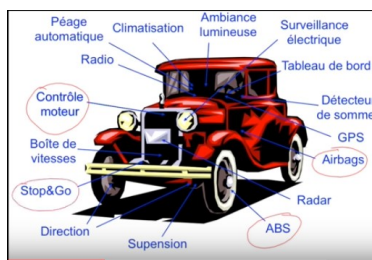 Péage
automatique
Climatisation
Ambiance
lumineuse
Surveillance
électrique
Radio
Tableau de bord
Contrôle
moteur
Détecteur
de somme
GPS
Boîte de
vitesses
Airbags
Stop&Go
Radar
ABS
Direction
Supension